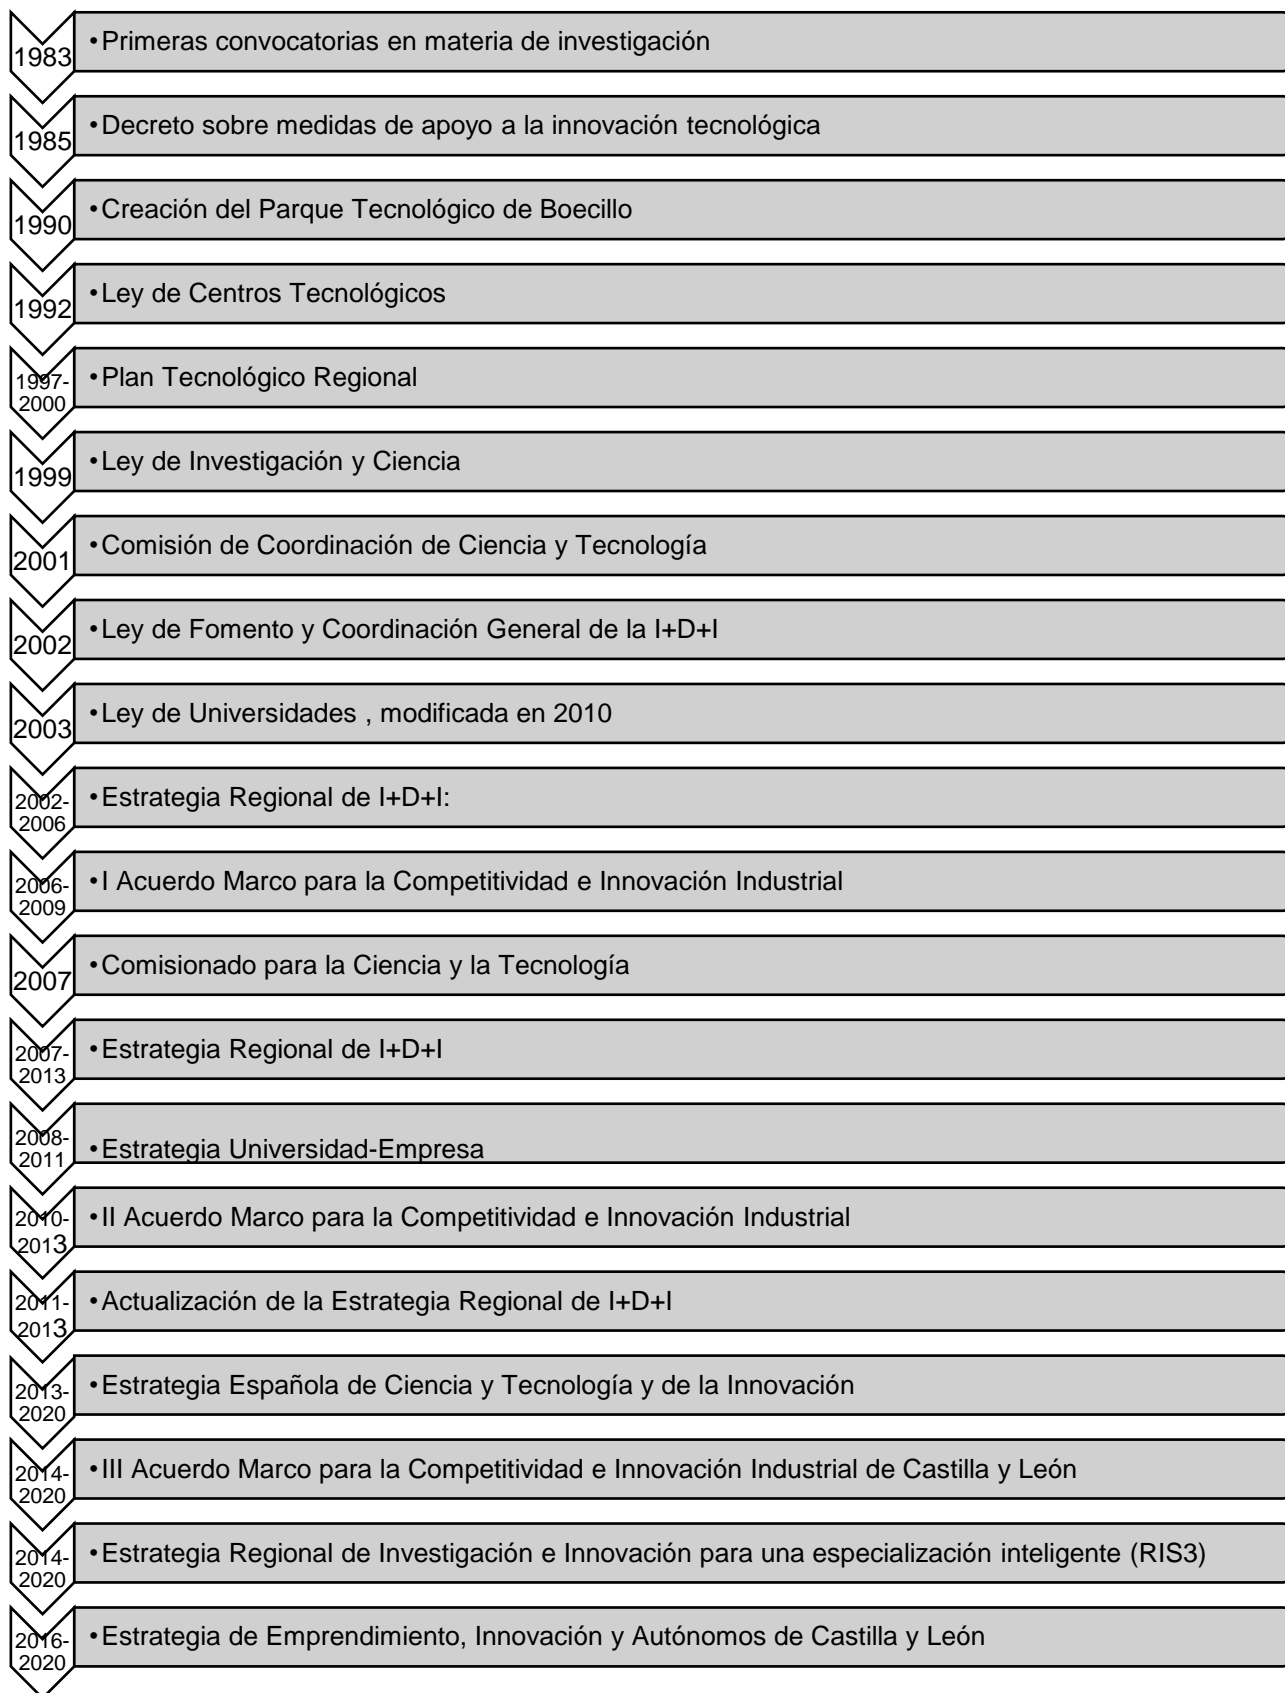 1983
•Primeras convocatorias en materia de investigación
1985
•Decreto sobre medidas de apoyo a la innovación tecnológica
1990
•Creación del Parque Tecnológico de Boecillo
1992
•Ley de Centros Tecnológicos
1997-
2000
•Plan Tecnológico Regional
1999
•Ley de Investigación y Ciencia
2001
•Comisión de Coordinación de Ciencia y Tecnología
2002
•Ley de Fomento y Coordinación General de la I+D+I
2003
•Ley de Universidades , modificada en 2010
2002-
2006
•Estrategia Regional de I+D+I:
2006-
2009
•I Acuerdo Marco para la Competitividad e Innovación Industrial
2007
•Comisionado para la Ciencia y la Tecnología
2007-
2013
•Estrategia Regional de I+D+I
2008-
2011
•Estrategia Universidad-Empresa
2010-
2013
•II Acuerdo Marco para la Competitividad e Innovación Industrial
2011-
2013
•Actualización de la Estrategia Regional de I+D+I
2013-
2020
•Estrategia Española de Ciencia y Tecnología y de la Innovación
2014-
2020
•III Acuerdo Marco para la Competitividad e Innovación Industrial de Castilla y León
2014-
2020
•Estrategia Regional de Investigación e Innovación para una especialización inteligente (RIS3)
2016-
2020
•Estrategia de Emprendimiento, Innovación y Autónomos de Castilla y León